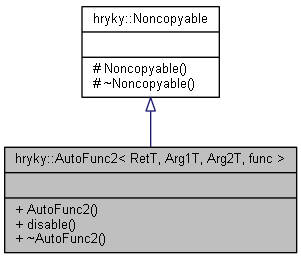 hryky::Noncopyable
# Noncopyable()
# ~Noncopyable()
hryky::AutoFunc2< RetT, Arg1T, Arg2T, func >
+ AutoFunc2()
+ disable()
+ ~AutoFunc2()